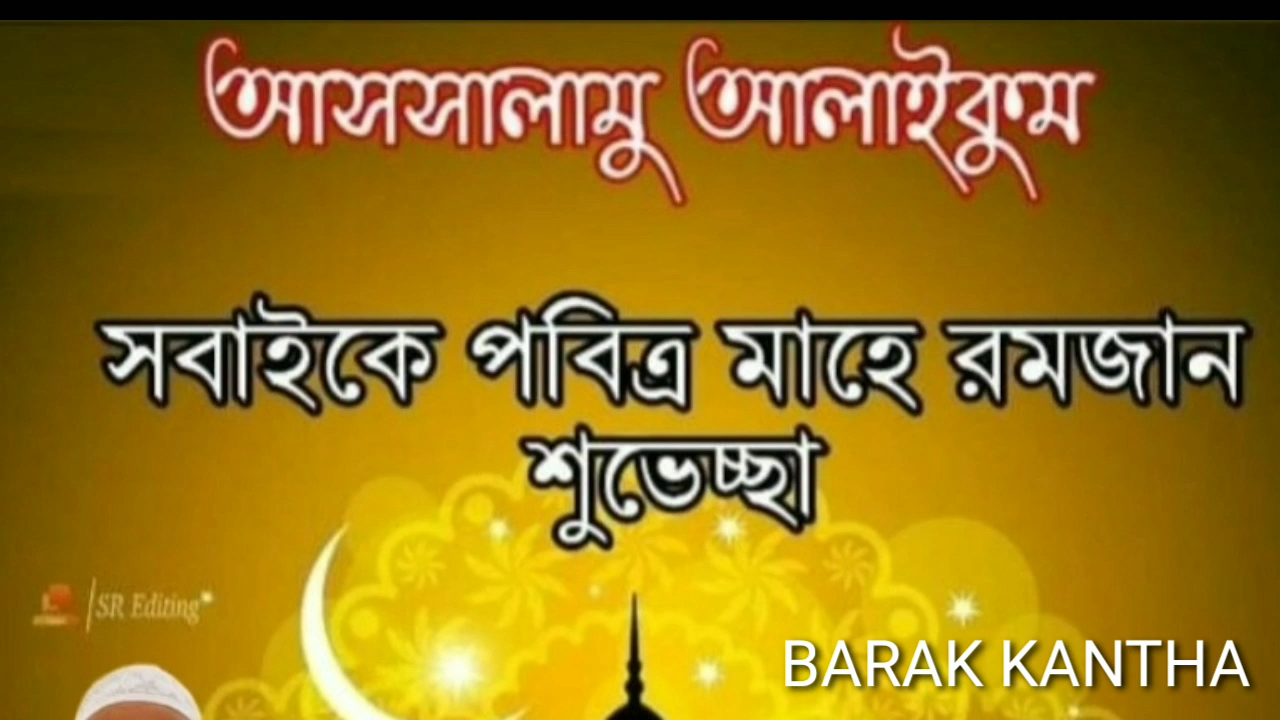 আসসালামু আলাইকুম
সবাইকে পবিত্র মাহে রমজান
শুভেচ্ছা
SR Editing
BARAK KANTHA